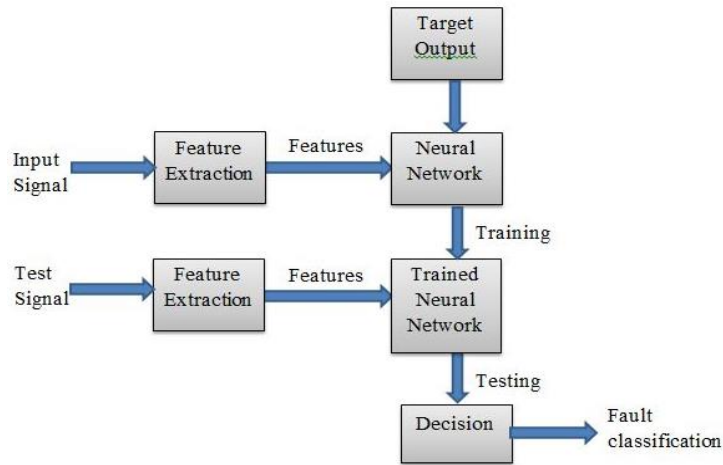 Target
Output
Input
Signal
Feature
Extraction
Features
Neural
Network
Training
Test
Signal
Feature
Extraction
Features
Trained
Neural
Network
Testing
Decision
Fault
classification